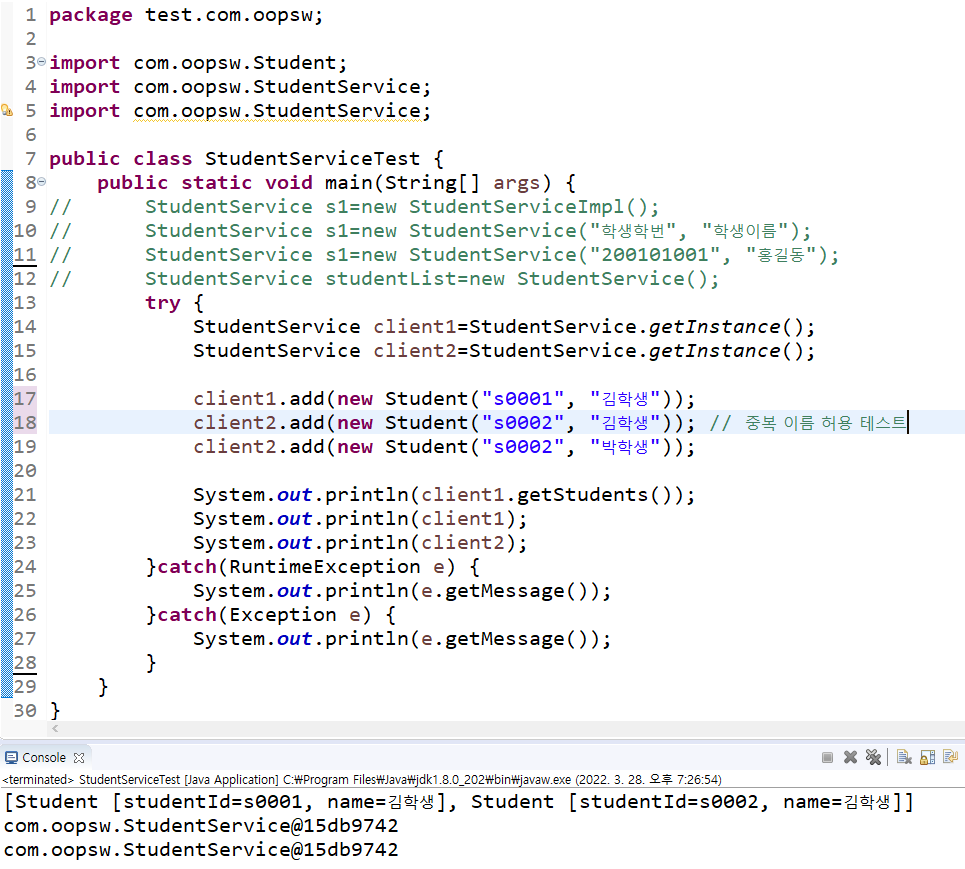 1 package test.com.oopsw;
2
3 import com.oopsw.Student;
4 import com.oopsw.StudentService;
5 import com.oopsw.StudentService;
6
7 public class StudentServiceTest {
8     public static void main(String[] args) {
9 //      StudentService s1=new StudentServiceImpl();
10 //      StudentService s1=new StudentService("학생학번", "학생이름");
11 //      StudentService s1=new StudentService("200101001", "홍길동");
12 //      StudentService studentList=new StudentService();
13         try {
14             StudentService client1=StudentService.getInstance();
15             StudentService client2=StudentService.getInstance();
16
17             client1.add(new Student("s0001", "김학생"));
18             client2.add(new Student("s0002", "김학생")); // 중복 이름 허용 테스트
19             client2.add(new Student("s0002", "박학생"));
20
21             System.out.println(client1.getStudents());
22             System.out.println(client1);
23             System.out.println(client2);
24         }catch(RuntimeException e) {
25             System.out.println(e.getMessage());
26         }catch(Exception e) {
27             System.out.println(e.getMessage());
28         }
29     }
30 }
Console
<terminated> StudentServiceTest [Java Application] C:₩Program Files₩Java₩jdk1.8.0_202₩bin₩javaw.exe (2022. 3. 28. 오후 7:26:54)
[Student [studentId=s0001, name=김학생], Student [studentId=s0002, name=김학생]]
com.oopsw.StudentService@15db9742
com.oopsw.StudentService@15db9742